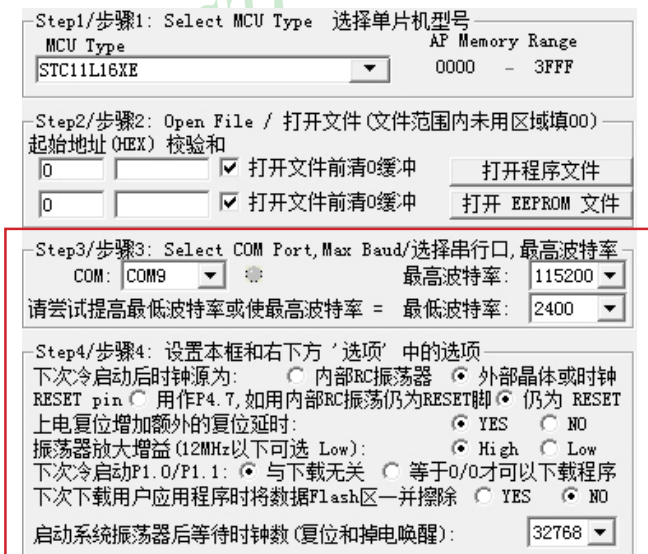 Step1/步骤1: Select MCU Type 选择单片机型号
MCU Type AP Memory Range
STC11L16XE 0000 - 3FFF
Step2/步骤2: Open File / 打开文件(文件范围内未用区域填00)
起始地址(HEX) 校验和
0 打开文件前清0缓冲 打开程序文件
0 打开文件前清0缓冲 打开 EEPROM 文件
Step3/步骤3: Select COM Port,Max Baud/选择串行口,最高波特率
COM: COM9 最高波特率: 115200
请尝试提高最低波特率或使最高波特率 = 最低波特率: 2400
Step4/步骤4: 设置本框和右下方 '选项' 中的选项
下次冷启动后时钟源为: 内部RC振荡器 外部晶体或时钟
RESET pin 用作P4.7,如用内部RC振荡仍为RESET脚 仍为 RESET
上电复位增加额外的复位延时: YES NO
振荡器放大增益(12MHz以下可选 Low): High Low
下次冷启动P1.0/P1.1: 与下载无关 等于0/0才可以下载程序
下次下载用户应用程序时将数据Flash区一并擦除 YES NO
启动系统振荡器后等待时钟数(复位和掉电唤醒): 32768